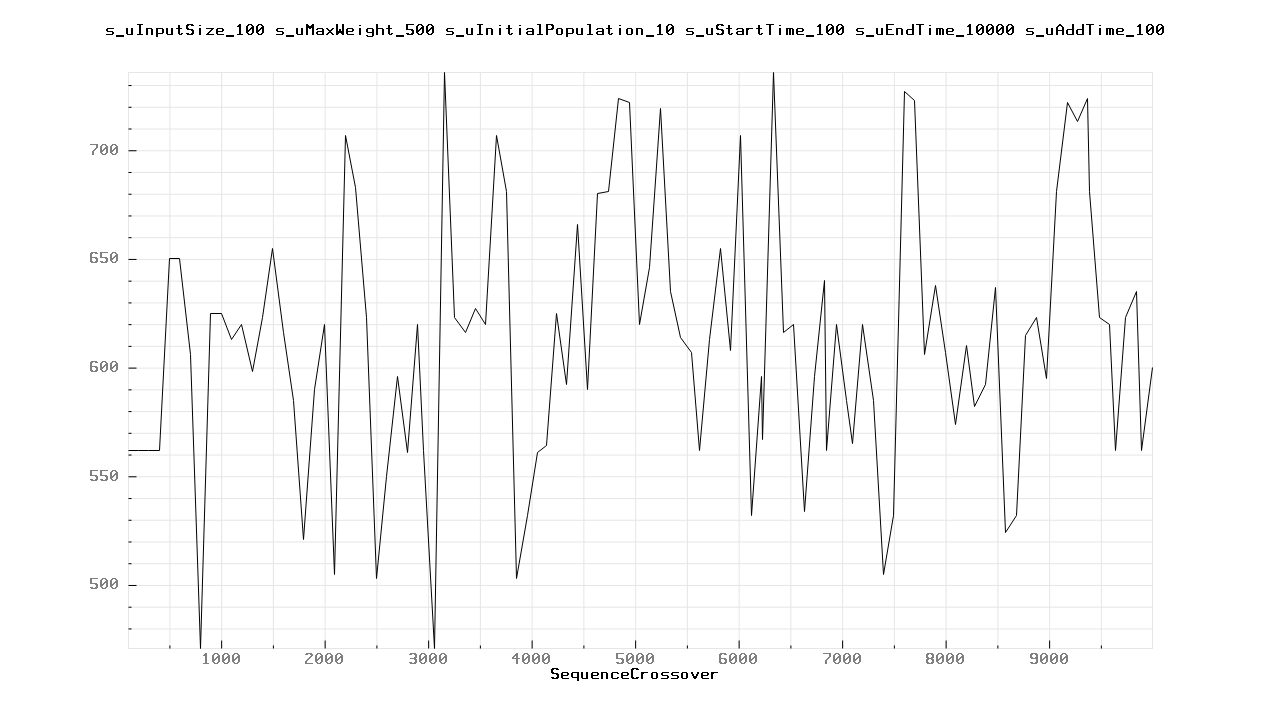 s_uInputSize_100 s_uMaxWeight_500 s_uInitialPopulation_10 s_uStartTime_100 s_uEndTime_10000 s_uAddTime_100
700
650
600
550
500
1000 2000 3000 4000 5000 6000 7000 8000 9000
SequenceCrossover